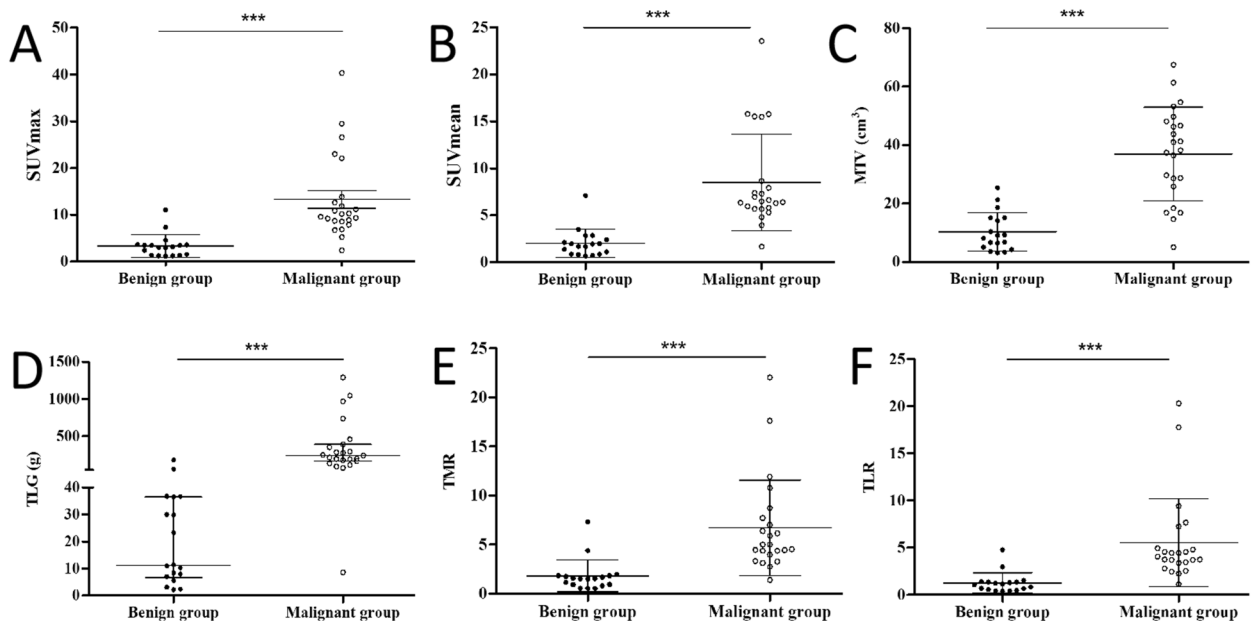 A
SUVmax
50
40
30
20
10
0
***
Benign group
Malignant group
B
SUVmean
25
20
15
10
5
0
***
Benign group
Malignant group
C
MTV (cm³)
80
60
40
20
0
***
Benign group
Malignant group
D
TLG (g)
1500
1000
500
40
30
20
10
0
***
Benign group
Malignant group
E
TMR
25
20
15
10
5
0
***
Benign group
Malignant group
F
TLR
25
20
15
10
5
0
***
Benign group
Malignant group